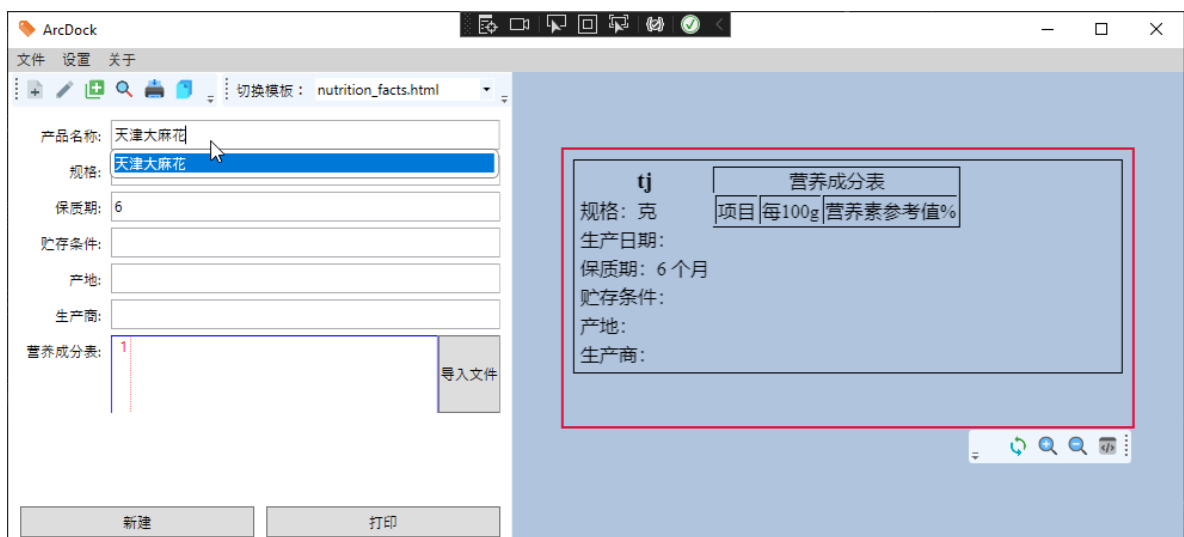 ArcDock
文件 设置 关于
切换模板： nutrition_facts.html
产品名称: 天津大麻花
天津大麻花
规格:
保质期: 6
贮存条件:
产地:
生产商:
营养成分表: 1
导入文件
新建 打印
tj 营养成分表
规格：克 项目 每100g 营养素参考值%
生产日期：
保质期：6 个月
贮存条件：
产地：
生产商：